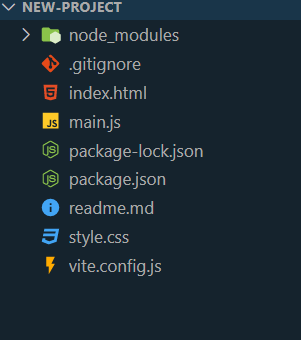 NEW-PROJECT
node_modules
.gitignore
index.html
JS main.js
package-lock.json
package.json
readme.md
style.css
vite.config.js